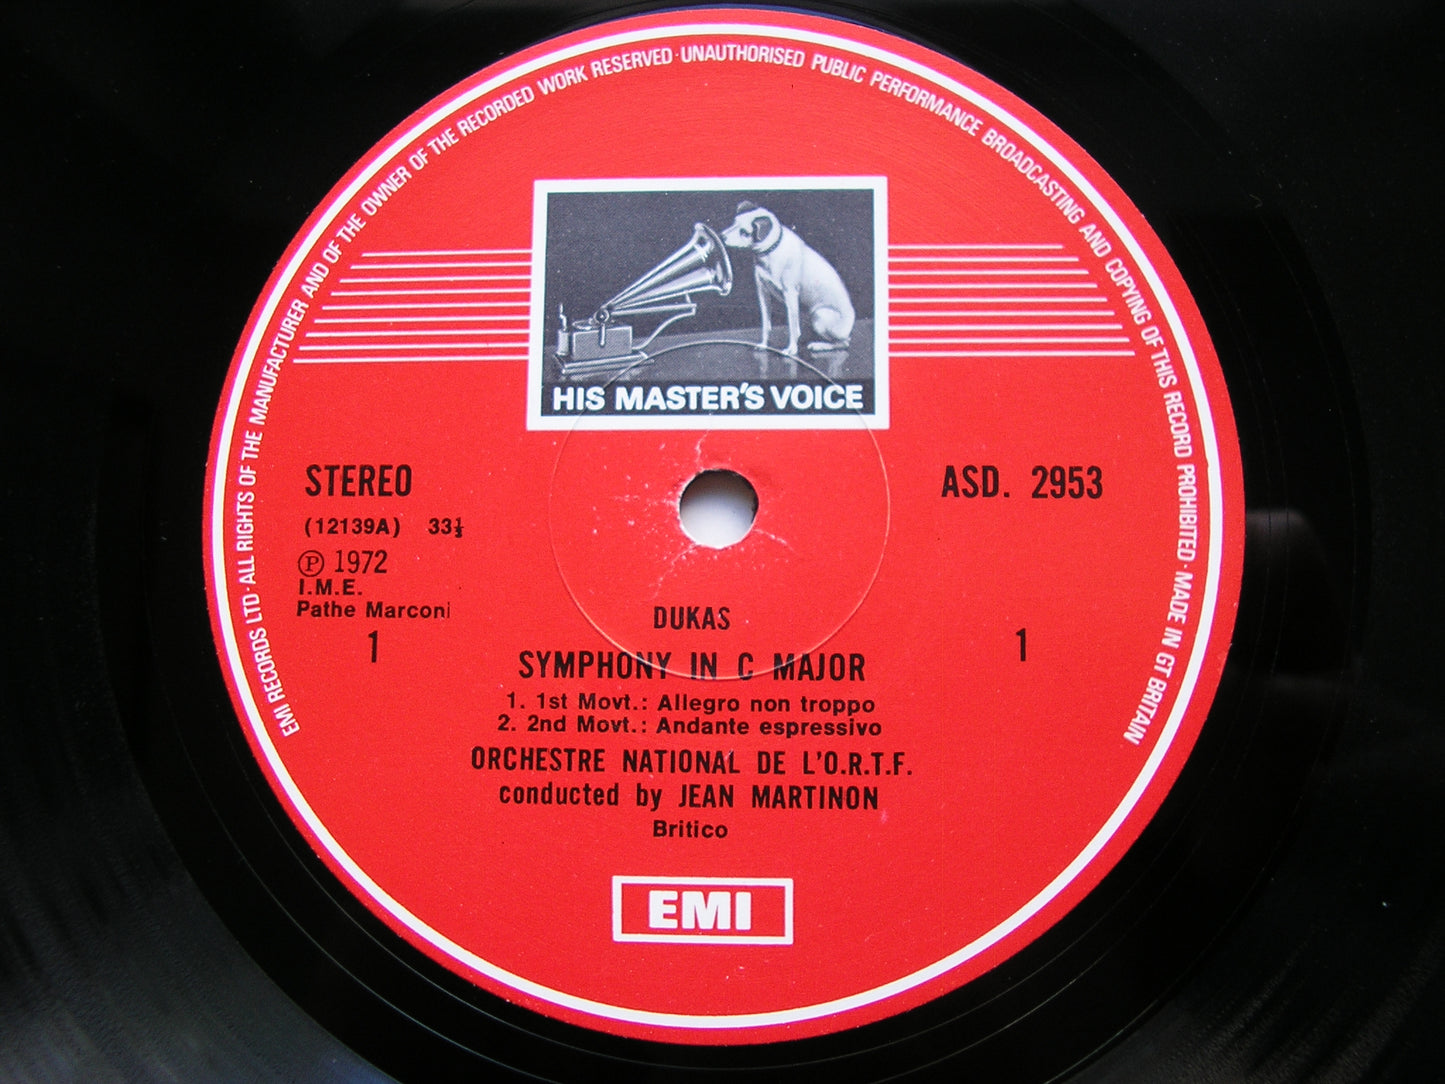 EMI RECORDS LTD · ALL RIGHTS OF THE MANUFACTURER AND OF THE OWNER OF THE RECORDED WORK RESERVED · UNAUTHORISED PUBLIC PERFORMANCE BROADCASTING AND COPYING OF THIS RECORD PROHIBITED · MADE IN GT BRITAIN
HIS MASTER'S VOICE
STEREO
ASD. 2953
(12139A) 33⅓
Ⓟ 1972
I.M.E.
Pathe Marconi
1
1
DUKAS
SYMPHONY IN C MAJOR
1. 1st Movt.: Allegro non troppo
2. 2nd Movt.: Andante espressivo
ORCHESTRE NATIONAL DE L'O.R.T.F.
conducted by JEAN MARTINON
Britico
EMI